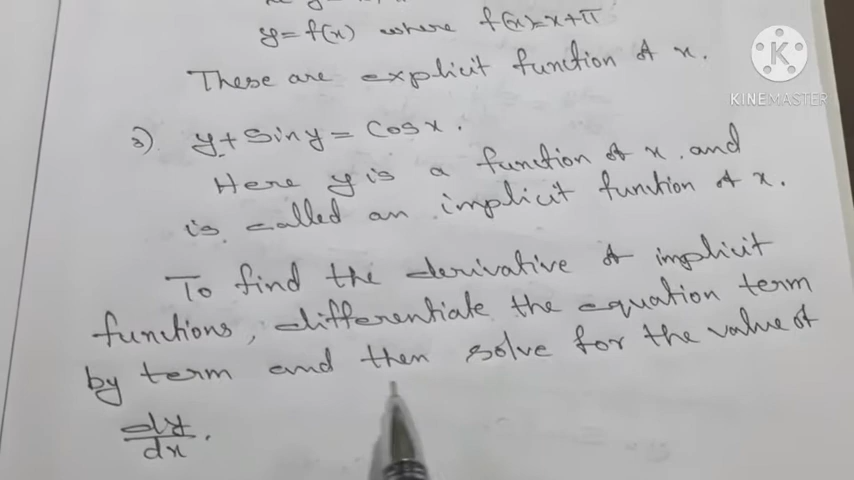 y = f(x) where f(x)=x+π
These are explicit function of x.
3) y + sin y = cos x.
Here y is a function of x. and
is called an implicit function of x.
To find the derivative of implicit
functions, differentiate the equation term
by term and then solve for the value of
dy/dx.
KINEMASTER